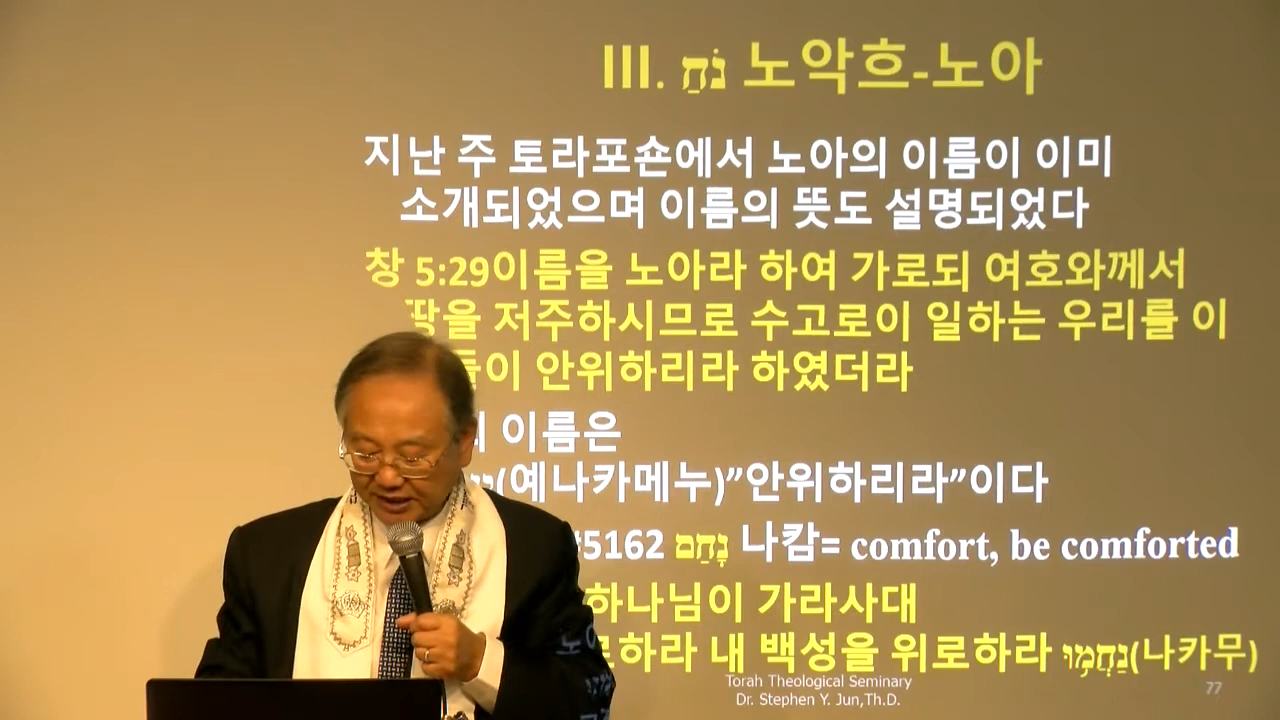 III. נֹחַ 노악흐-노아
지난 주 토라포숀에서 노아의 이름이 이미
소개되었으며 이름의 뜻도 설명되었다
창 5:29이름을 노아라 하여 가로되 여호와께서
땅을 저주하시므로 수고로이 일하는 우리를 이
이 안위하리라 하였더라
이름은
(예나카메누)”안위하리라”이다
#5162 נָחַם 나캄= comfort, be comforted
하나님이 가라사대
하라 내 백성을 위로하라 נַחֲמ֥וּ(나카무)
Torah Theological Seminary
Dr. Stephen Y. Jun,Th.D.
77